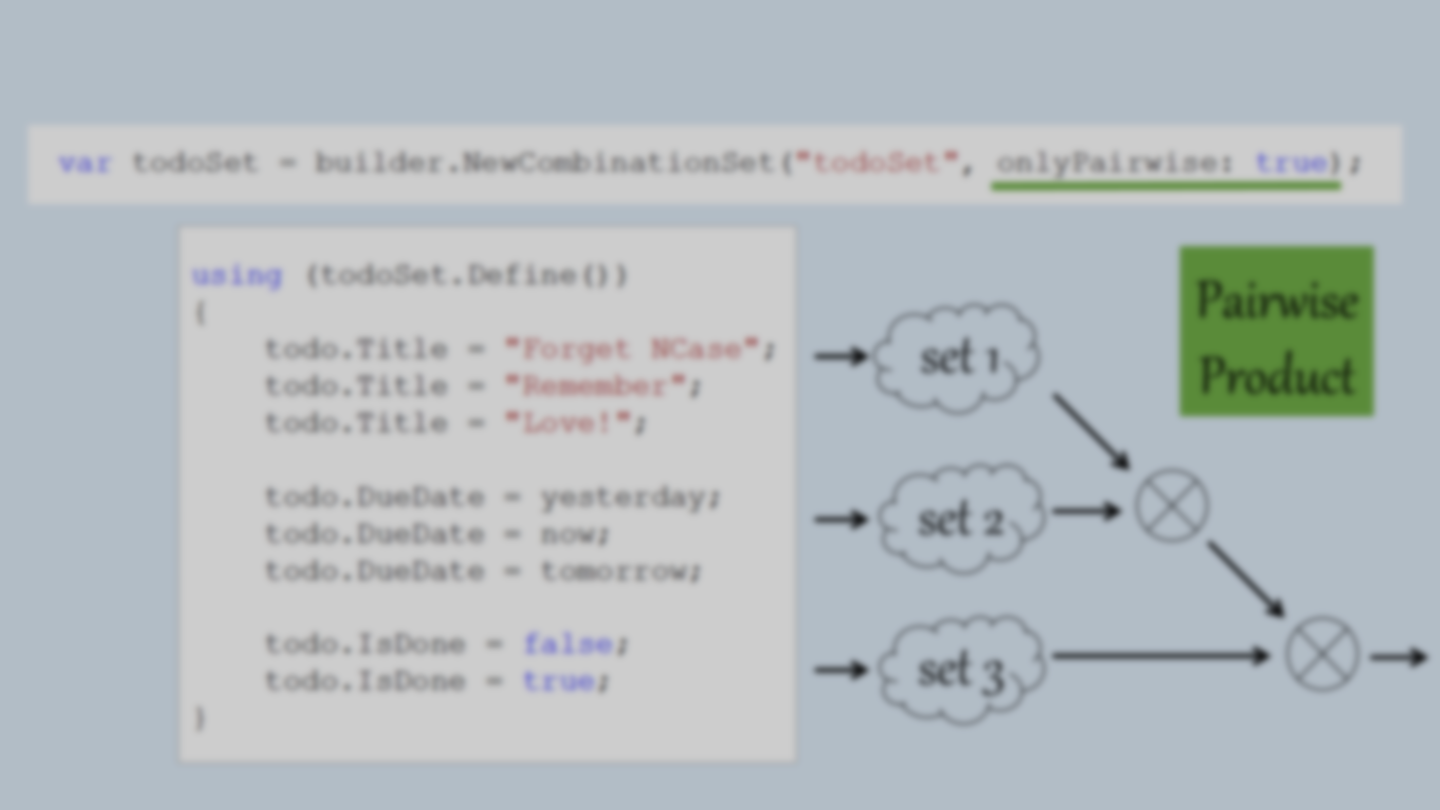 var todoSet = builder.NewCombinationSet("todoSet", onlyPairwise: true);
using (todoSet.Define())
{
todo.Title = "Forget NCase";
todo.Title = "Remember";
todo.Title = "Love!";
todo.DueDate = yesterday;
todo.DueDate = now;
todo.DueDate = tomorrow;
todo.IsDone = false;
todo.IsDone = true;
}
set 1
set 2
set 3
Pairwise
Product